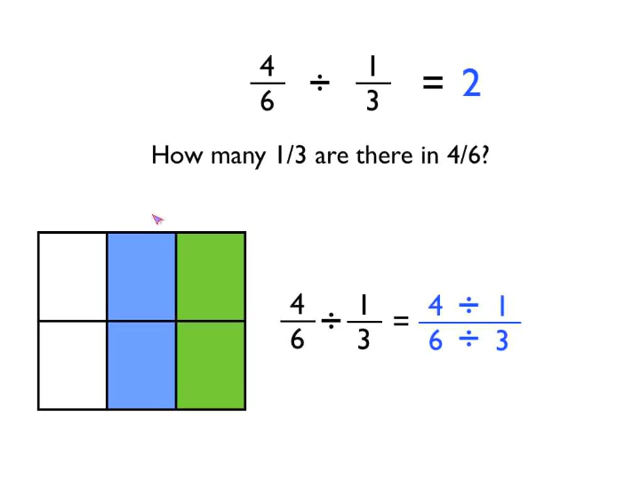 4/6 ÷ 1/3 = 2
How many 1/3 are there in 4/6?
4/6 ÷ 1/3 = 4 ÷ 1 / 6 ÷ 3